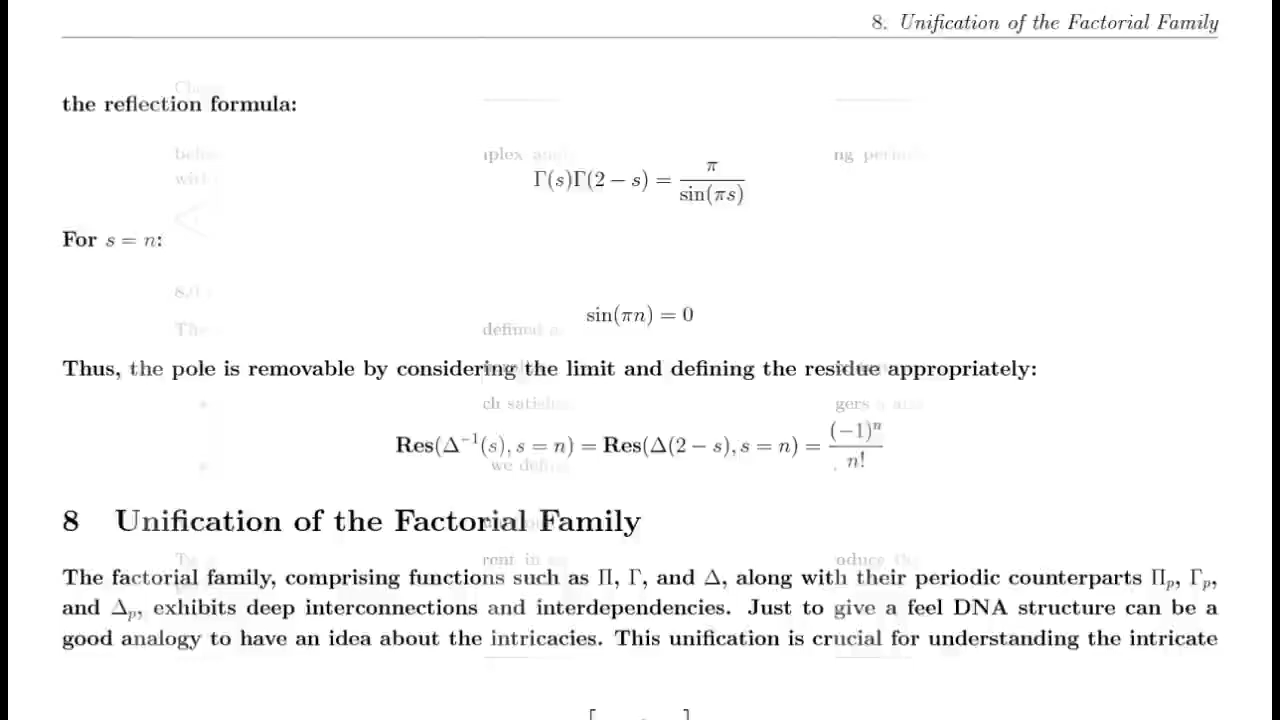 8. Unification of the Factorial Family
the reflection formula:
Γ(s)Γ(2 − s) = π / sin(πs)
For s = n:
sin(πn) = 0
Thus, the pole is removable by considering the limit and defining the residue appropriately:
Res(Δ⁻¹(s), s = n) = Res(Δ(2 − s), s = n) = (−1)ⁿ / n!
8 Unification of the Factorial Family
The factorial family, comprising functions such as Π, Γ, and Δ, along with their periodic counterparts Πₚ, Γₚ,
and Δₚ, exhibits deep interconnections and interdependencies. Just to give a feel DNA structure can be a
good analogy to have an idea about the intricacies. This unification is crucial for understanding the intricate